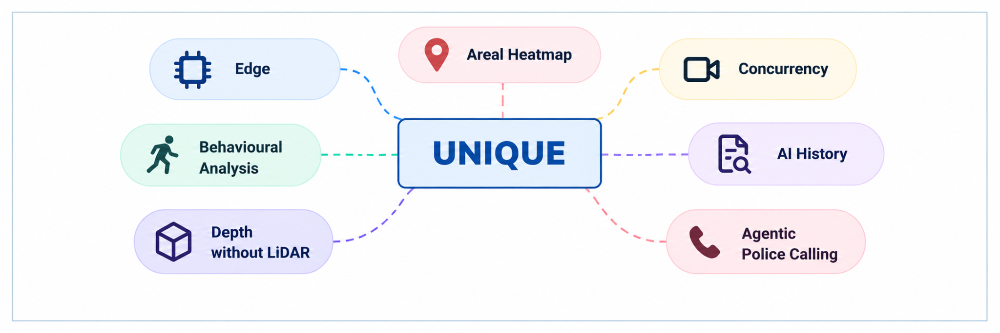 Edge
Areal Heatmap
Concurrency
Behavioural
Analysis
UNIQUE
AI History
Depth
without LiDAR
Agentic
Police Calling